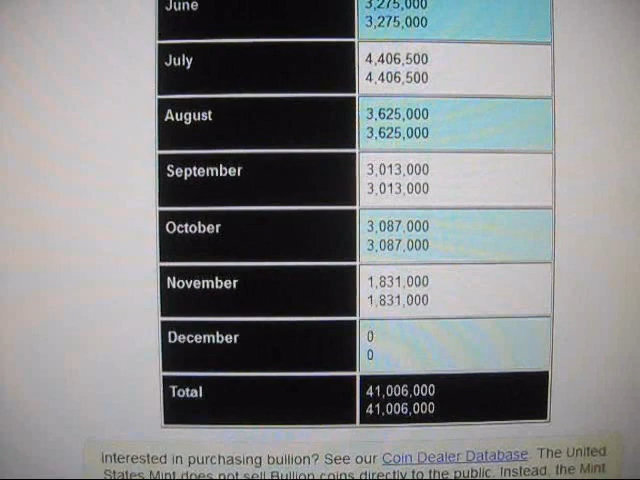 June
3,275,000
3,275,000
July
4,406,500
4,406,500
August
3,625,000
3,625,000
September
3,013,000
3,013,000
October
3,087,000
3,087,000
November
1,831,000
1,831,000
December
0
0
Total
41,006,000
41,006,000
Interested in purchasing bullion? See our Coin Dealer Database. The United
States Mint does not sell Bullion coins directly to the public. Instead, the Mint